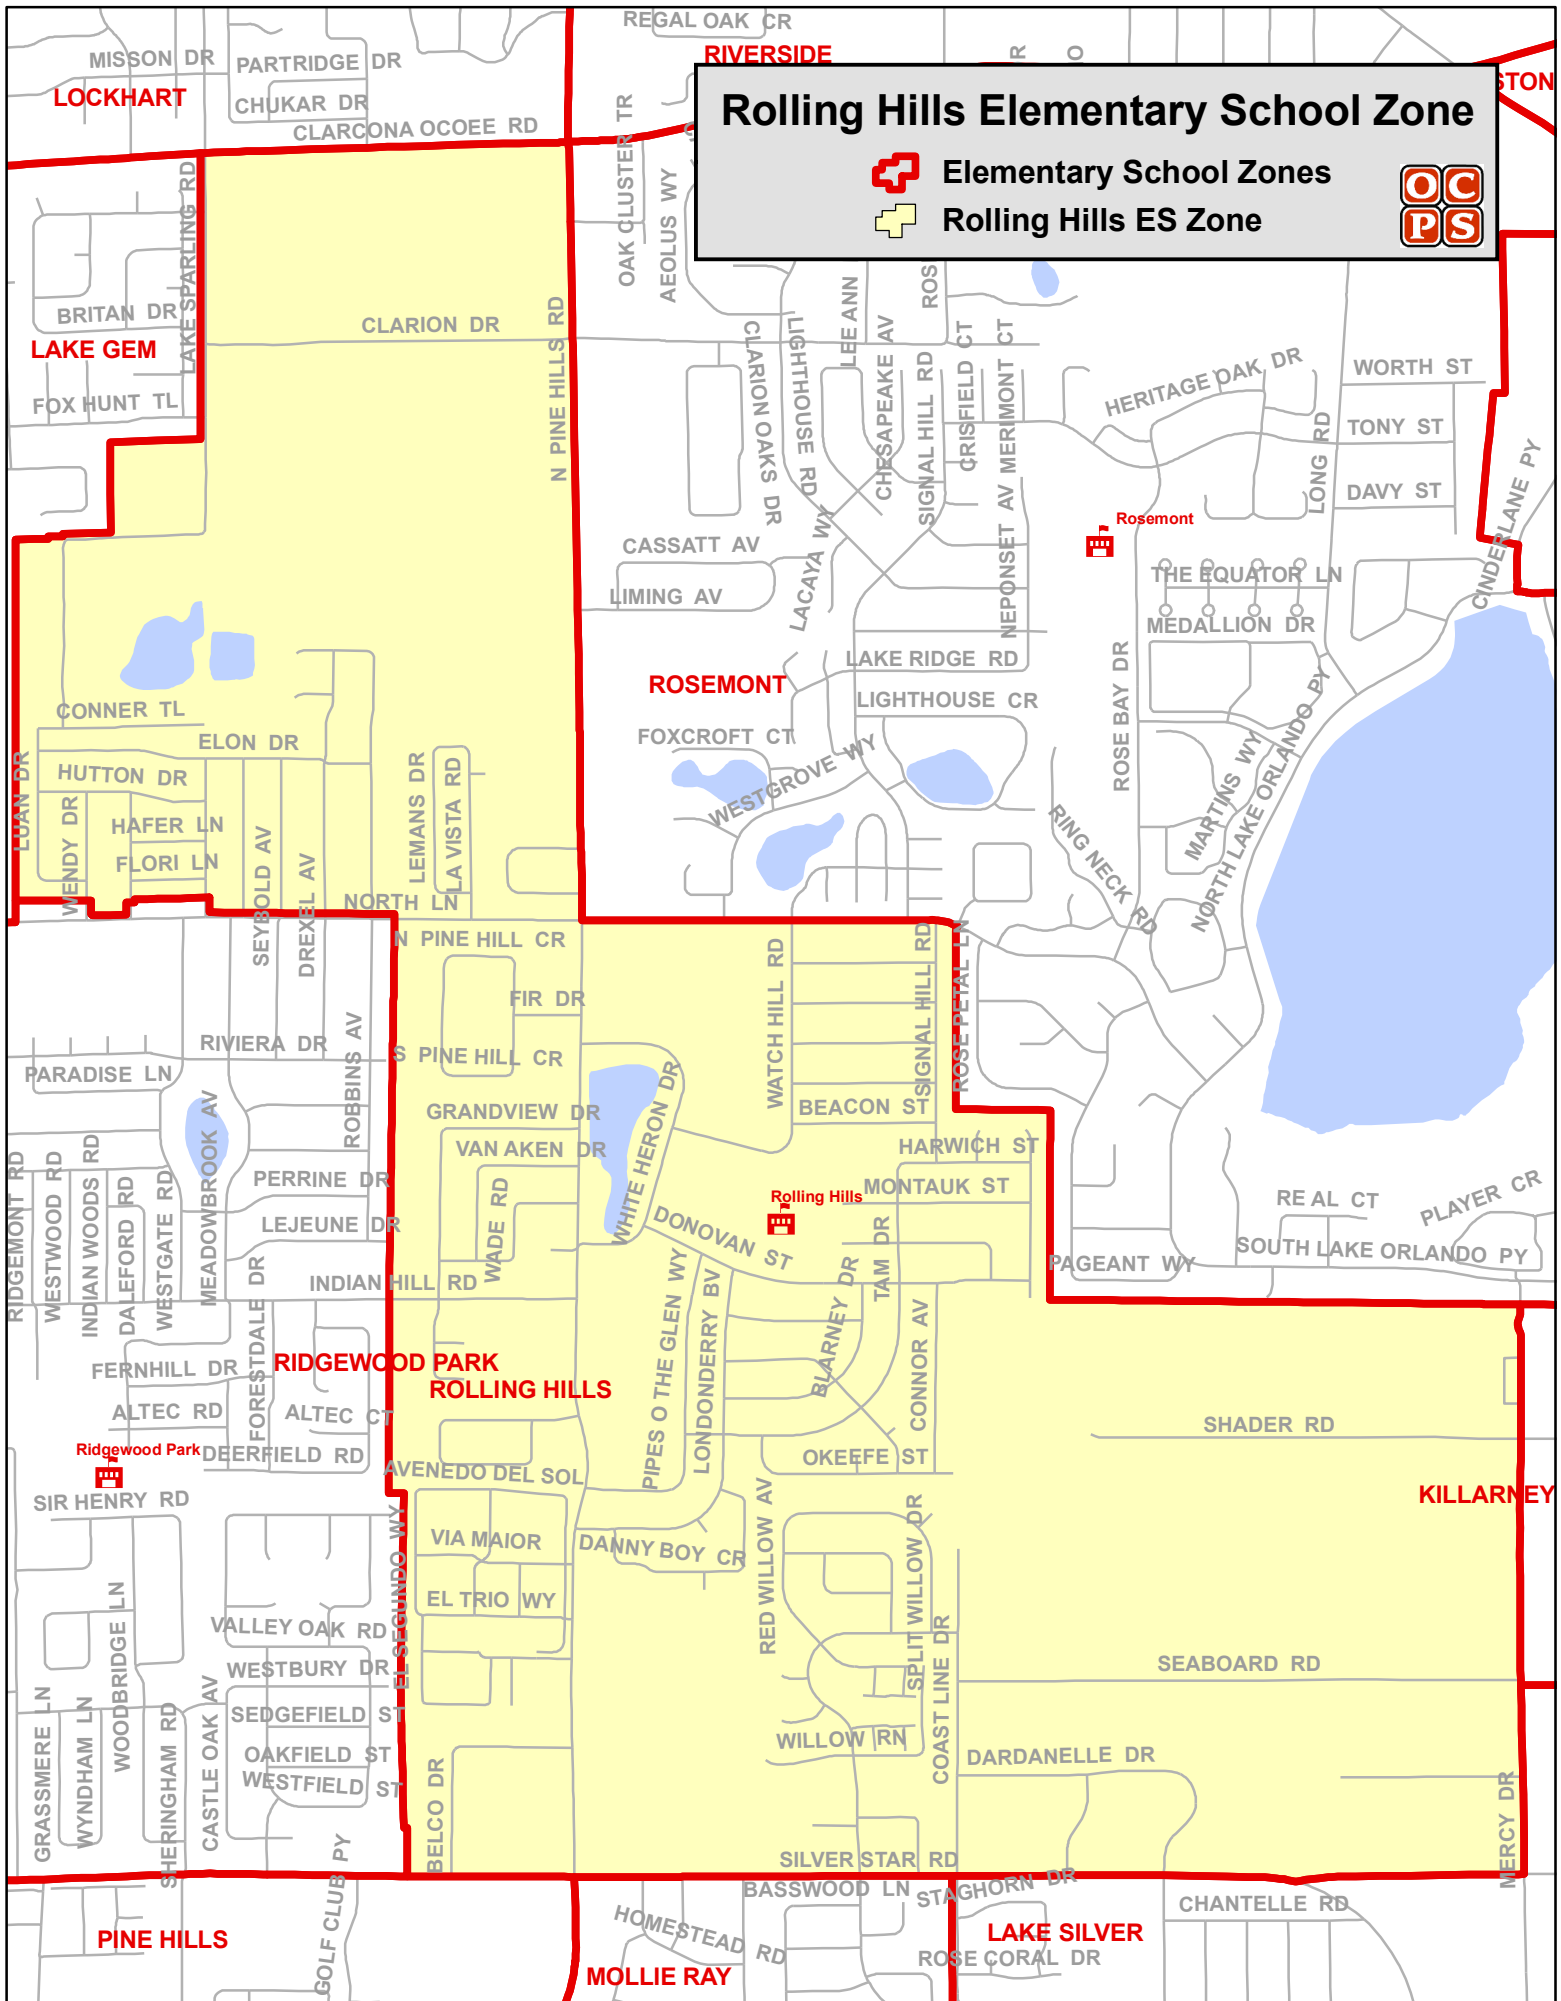 REGAL OAK CR
MISSON DR
PARTRIDGE DR
RIVERSIDE
R
O
LOCKHART
CHUKAR DR
STON
CLARCONA OCOEE RD
Rolling Hills Elementary School Zone
Elementary School Zones
Rolling Hills ES Zone
O C
P S
OAK CLUSTER TR
AEOLUS WY
LAKE SPARLING RD
BRITAN DR
LAKE GEM
FOX HUNT TL
CLARION DR
N PINE HILLS RD
CLARION OAKS DR
LIGHTHOUSE RD
LEE ANN
CHESAPEAKE AV
ROS
SIGNAL HILL RD
CRISFIELD CT
MERIMONT CT
NEPONSET AV
HERITAGE OAK DR
WORTH ST
TONY ST
LONG RD
DAVY ST
CINDERLANE PY
Rosemont
CASSATT AV
LIMING AV
LACAYA WY
THE EQUATOR LN
MEDALLION DR
LAKE RIDGE RD
ROSEMONT
LIGHTHOUSE CR
ROSE BAY DR
FOXCROFT CT
WESTGROVE WY
MARTINS WY
NORTH LAKE ORLANDO PY
RING NECK RD
CONNER TL
ELON DR
LUAN DR
HUTTON DR
WENDY DR
HAFER LN
FLORI LN
SEYBOLD AV
DREXEL AV
LEMANS DR
LA VISTA RD
NORTH LN
N PINE HILL CR
FIR DR
WATCH HILL RD
SIGNAL HILL RD
ROSE PETAL LN
RIVIERA DR
ROBBINS AV
S PINE HILL CR
PARADISE LN
MEADOWBROOK AV
GRANDVIEW DR
WHITE HERON DR
BEACON ST
VAN AKEN DR
HARWICH ST
RIDGEMONT RD
WESTWOOD RD
INDIAN WOODS RD
DALEFORD RD
WESTGATE RD
PERRINE DR
WADE RD
Rolling Hills
MONTAUK ST
REAL CT
PLAYER CR
LEJEUNE DR
DONOVAN ST
TAM DR
SOUTH LAKE ORLANDO PY
PAGEANT WY
INDIAN HILL RD
FORESTDALE DR
PIPES O THE GLEN WY
LONDONDERRY BV
BLARNEY DR
CONNOR AV
FERNHILL DR
RIDGEWOOD PARK
ROLLING HILLS
ALTEC RD
ALTEC CT
SHADER RD
Ridgewood Park
DEERFIELD RD
OKEEFE ST
AVENEDO DEL SOL
KILLARNEY
SIR HENRY RD
EL SEGUNDO WY
VIA MAIOR
DANNY BOY CR
RED WILLOW AV
SPLIT WILLOW DR
EL TRIO WY
WOODBRIDGE LN
VALLEY OAK RD
COAST LINE DR
WESTBURY DR
SEABOARD RD
GRASSMERE LN
WYNDHAM LN
SHERINGHAM RD
CASTLE OAK AV
SEDGEFIELD ST
OAKFIELD ST
WILLOW RN
WESTFIELD ST
DARDANELLE DR
BELCO DR
MERCY DR
SILVER STAR RD
GOLF CLUB PY
BASSWOOD LN
STAGHORN DR
CHANTELLE RD
PINE HILLS
HOMESTEAD RD
LAKE SILVER
ROSE CORAL DR
MOLLIE RAY